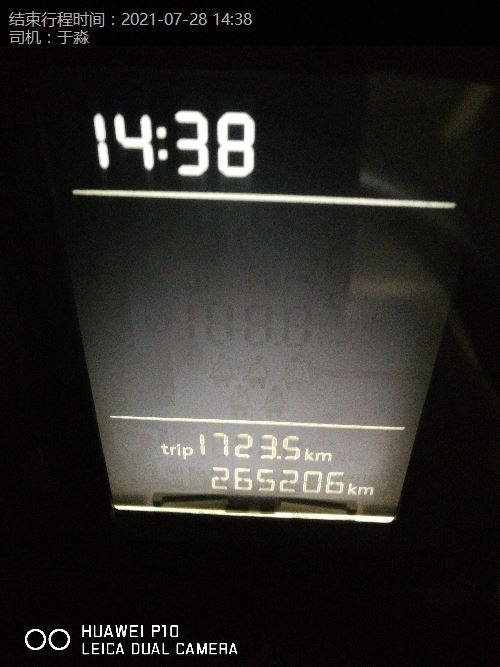 结束行程时间：2021-07-28 14:38
司机：于淼
14:38
trip 1723.5 km
265206 km
HUAWEI P10
LEICA DUAL CAMERA